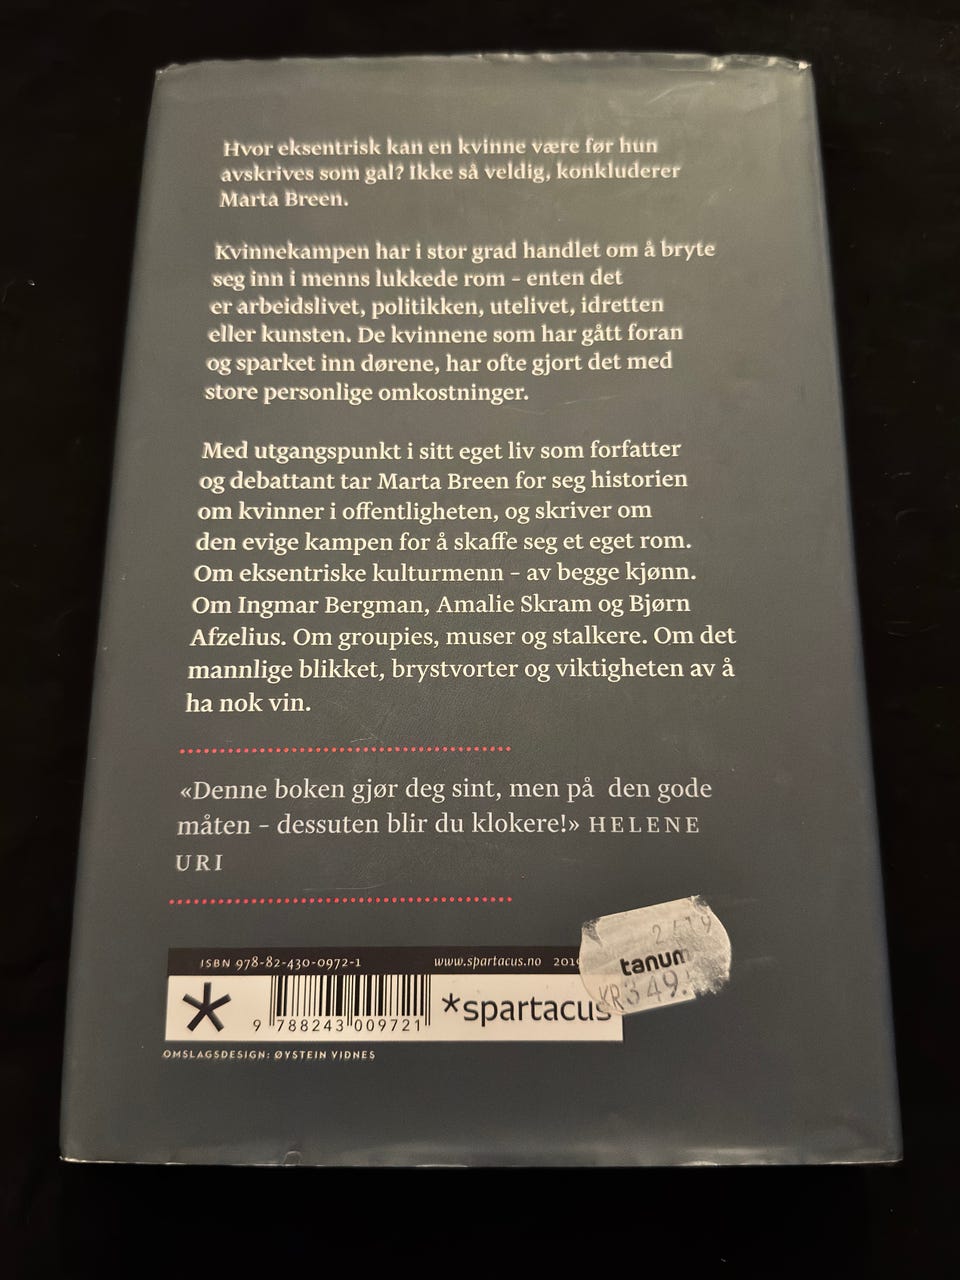 Hvor eksentrisk kan en kvinne være før hun
avskrives som gal? Ikke så veldig, konkluderer
Marta Breen.
Kvinnekampen har i stor grad handlet om å bryte
seg inn i menns lukkede rom – enten det
er arbeidslivet, politikken, utelivet, idretten
eller kunsten. De kvinnene som har gått foran
og sparket inn dørene, har ofte gjort det med
store personlige omkostninger.
Med utgangspunkt i sitt eget liv som forfatter
og debattant tar Marta Breen for seg historien
om kvinner i offentligheten, og skriver om
den evige kampen for å skaffe seg et eget rom.
Om eksentriske kulturmenn – av begge kjønn.
Om Ingmar Bergman, Amalie Skram og Bjørn
Afzelius. Om groupies, muser og stalkere. Om det
mannlige blikket, brystvorter og viktigheten av å
ha nok vin.
«Denne boken gjør deg sint, men på den gode
måten – dessuten blir du klokere!» HELENE
URI
ISBN 978-82-430-0972-1 www.spartacus.no
tanum
KR349.
*spartacus
9 788243 009721
OMSLAGSDESIGN: ØYSTEIN VIDNES